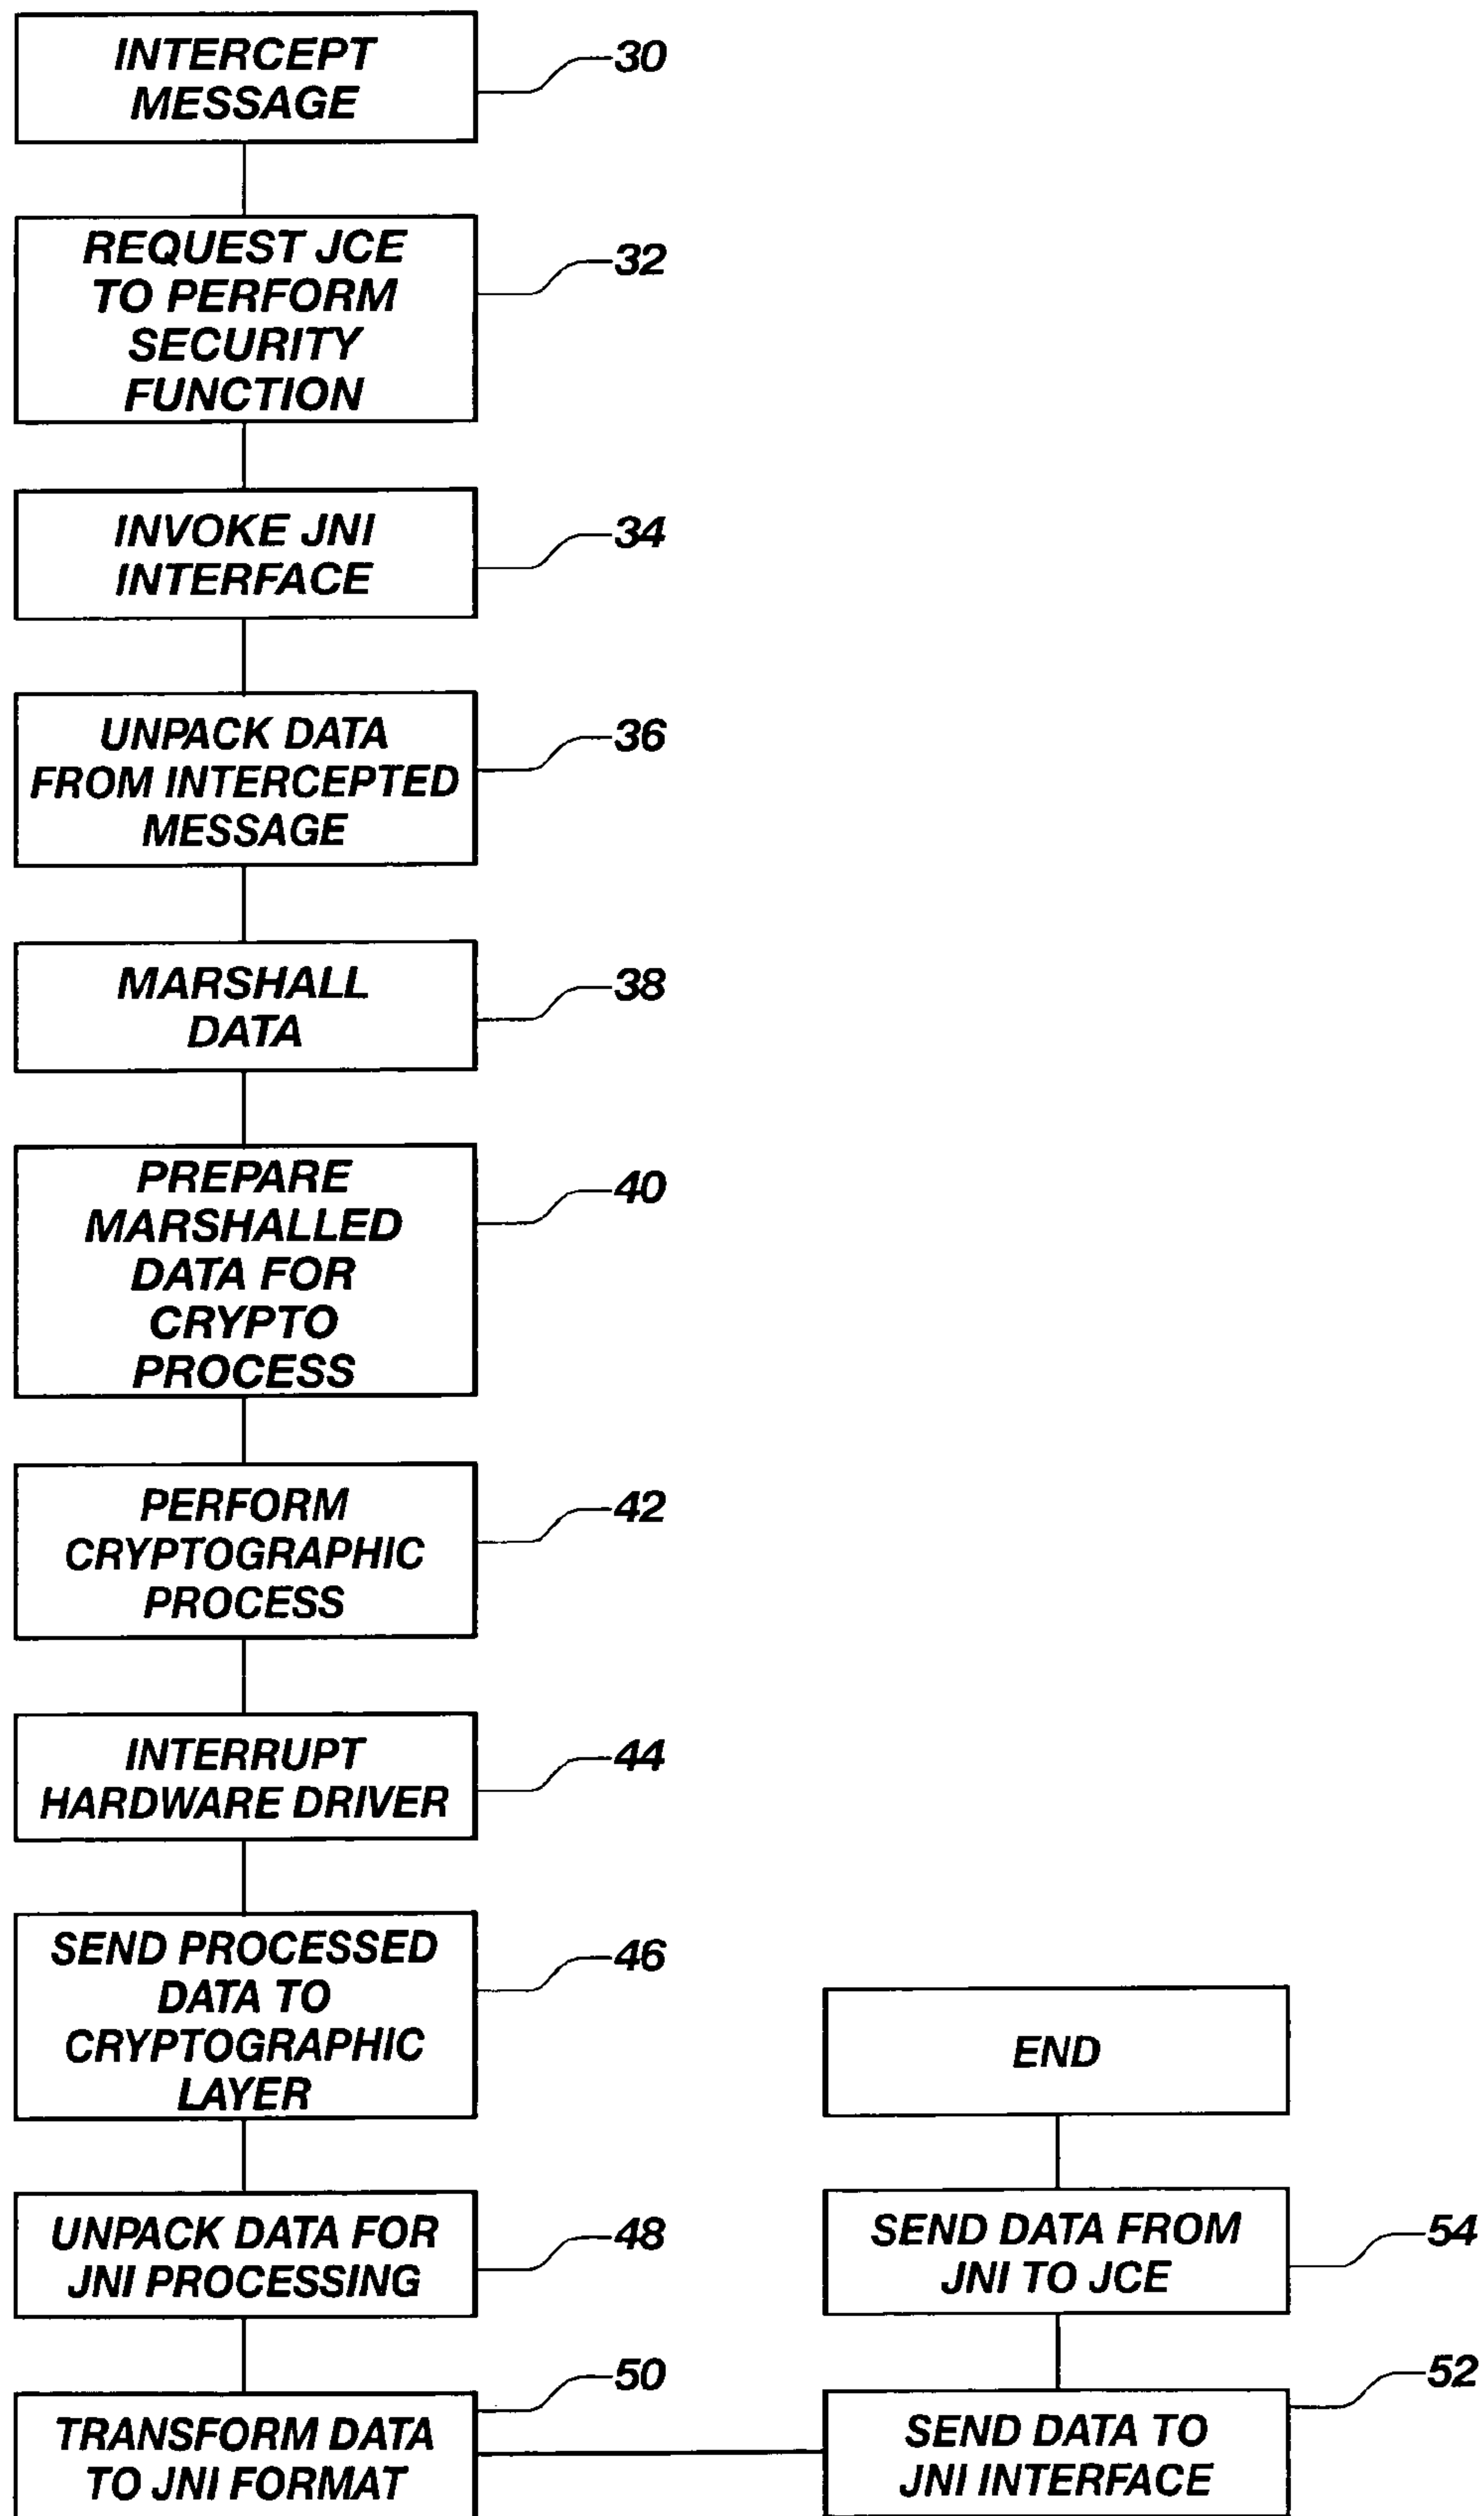 INTERCEPT
MESSAGE
30
REQUEST JCE
TO PERFORM
SECURITY
FUNCTION
32
INVOKE JNI
INTERFACE
34
UNPACK DATA
FROM INTERCEPTED
MESSAGE
36
MARSHALL
DATA
38
PREPARE
MARSHALLED
DATA FOR
CRYPTO
PROCESS
40
PERFORM
CRYPTOGRAPHIC
PROCESS
42
INTERRUPT
HARDWARE DRIVER
44
SEND PROCESSED
DATA TO
CRYPTOGRAPHIC
LAYER
46
UNPACK DATA FOR
JNI PROCESSING
48
TRANSFORM DATA
TO JNI FORMAT
50
SEND DATA TO
JNI INTERFACE
52
SEND DATA FROM
JNI TO JCE
54
END